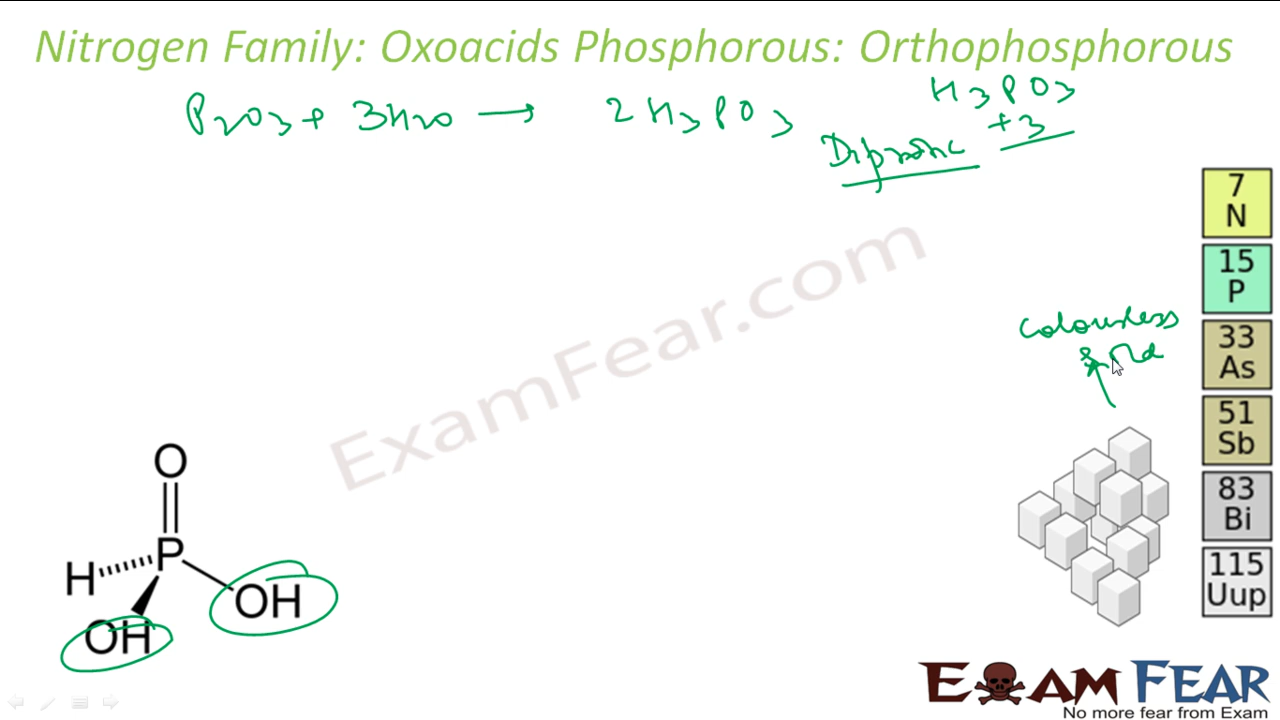 Nitrogen Family: Oxoacids Phosphorous: Orthophosphorous
P2O3 + 3H2O → 2H3PO3
H3PO3
+3
Diprotic
ExamFear.com
7
N
15
P
colourless
solid
33
As
51
Sb
83
Bi
115
Uup
O
P
H
OH
OH
EXAM FEAR
No more fear from Exam